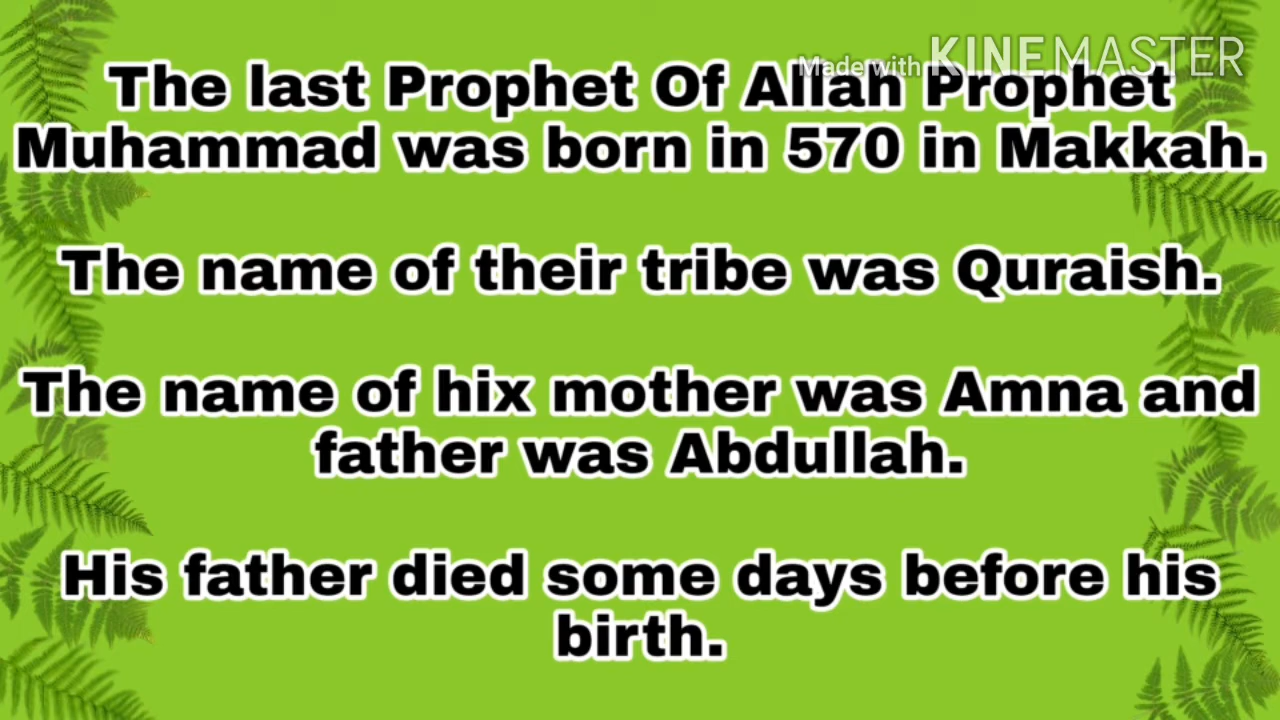 Made with KINEMASTER
The last Prophet Of Allah Prophet
Muhammad was born in 570 in Makkah.
The name of their tribe was Quraish.
The name of hix mother was Amna and
father was Abdullah.
His father died some days before his
birth.